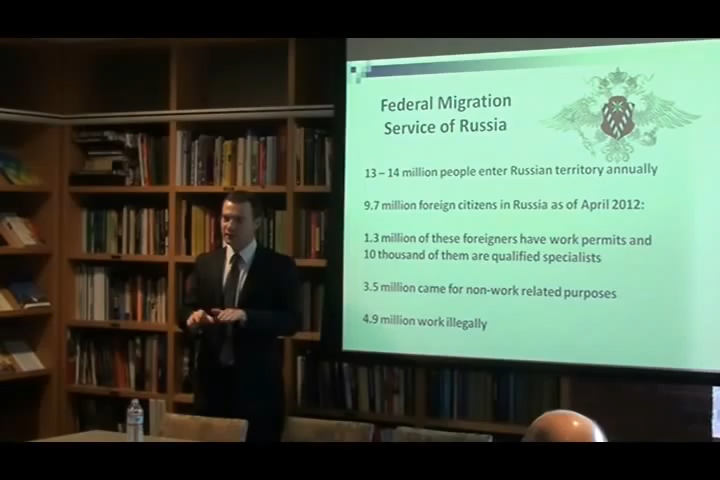 Federal Migration
Service of Russia
13 – 14 million people enter Russian territory annually
9.7 million foreign citizens in Russia as of April 2012:
1.3 million of these foreigners have work permits and
10 thousand of them are qualified specialists
3.5 million came for non-work related purposes
4.9 million work illegally